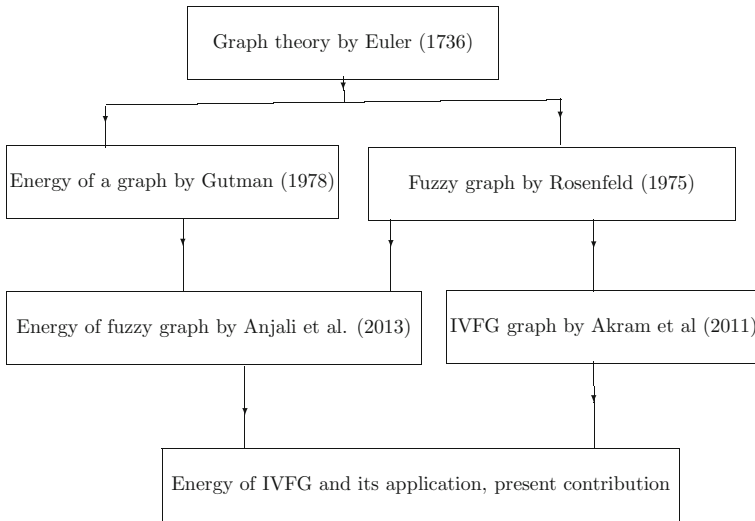 Graph theory by Euler (1736)
Energy of a graph by Gutman (1978)
Fuzzy graph by Rosenfeld (1975)
Energy of fuzzy graph by Anjali et al. (2013)
IVFG graph by Akram et al (2011)
Energy of IVFG and its application, present contribution